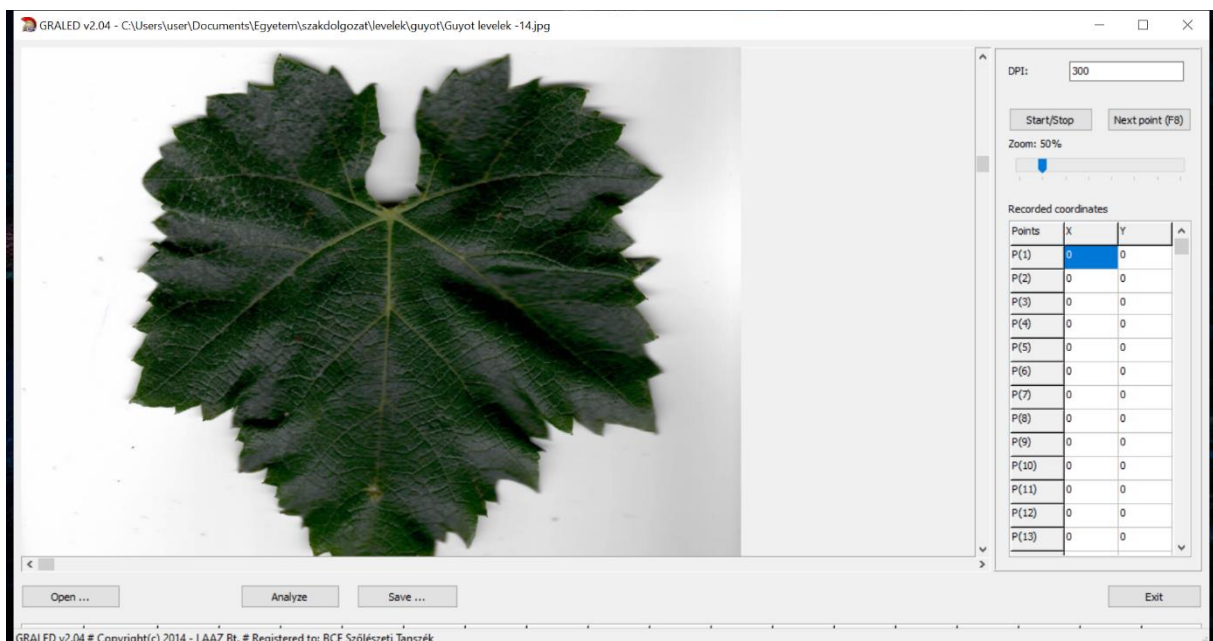 GRALED v2.04 - C:\Users\user\Documents\Egyetem\szakdolgozat\levelek\guyot\Guyot levelek -14.jpg
DPI: 300
Start/Stop Next point (F8)
Zoom: 50%
Recorded coordinates
Points X Y
P(1) 0 0
P(2) 0 0
P(3) 0 0
P(4) 0 0
P(5) 0 0
P(6) 0 0
P(7) 0 0
P(8) 0 0
P(9) 0 0
P(10) 0 0
P(11) 0 0
P(12) 0 0
P(13) 0 0
Open ... Analyze Save ... Exit
GRALED v2.04 # Copyright(c) 2014 - LAAZ Bt. # Registered to: BCE Szőlészeti Tanszék